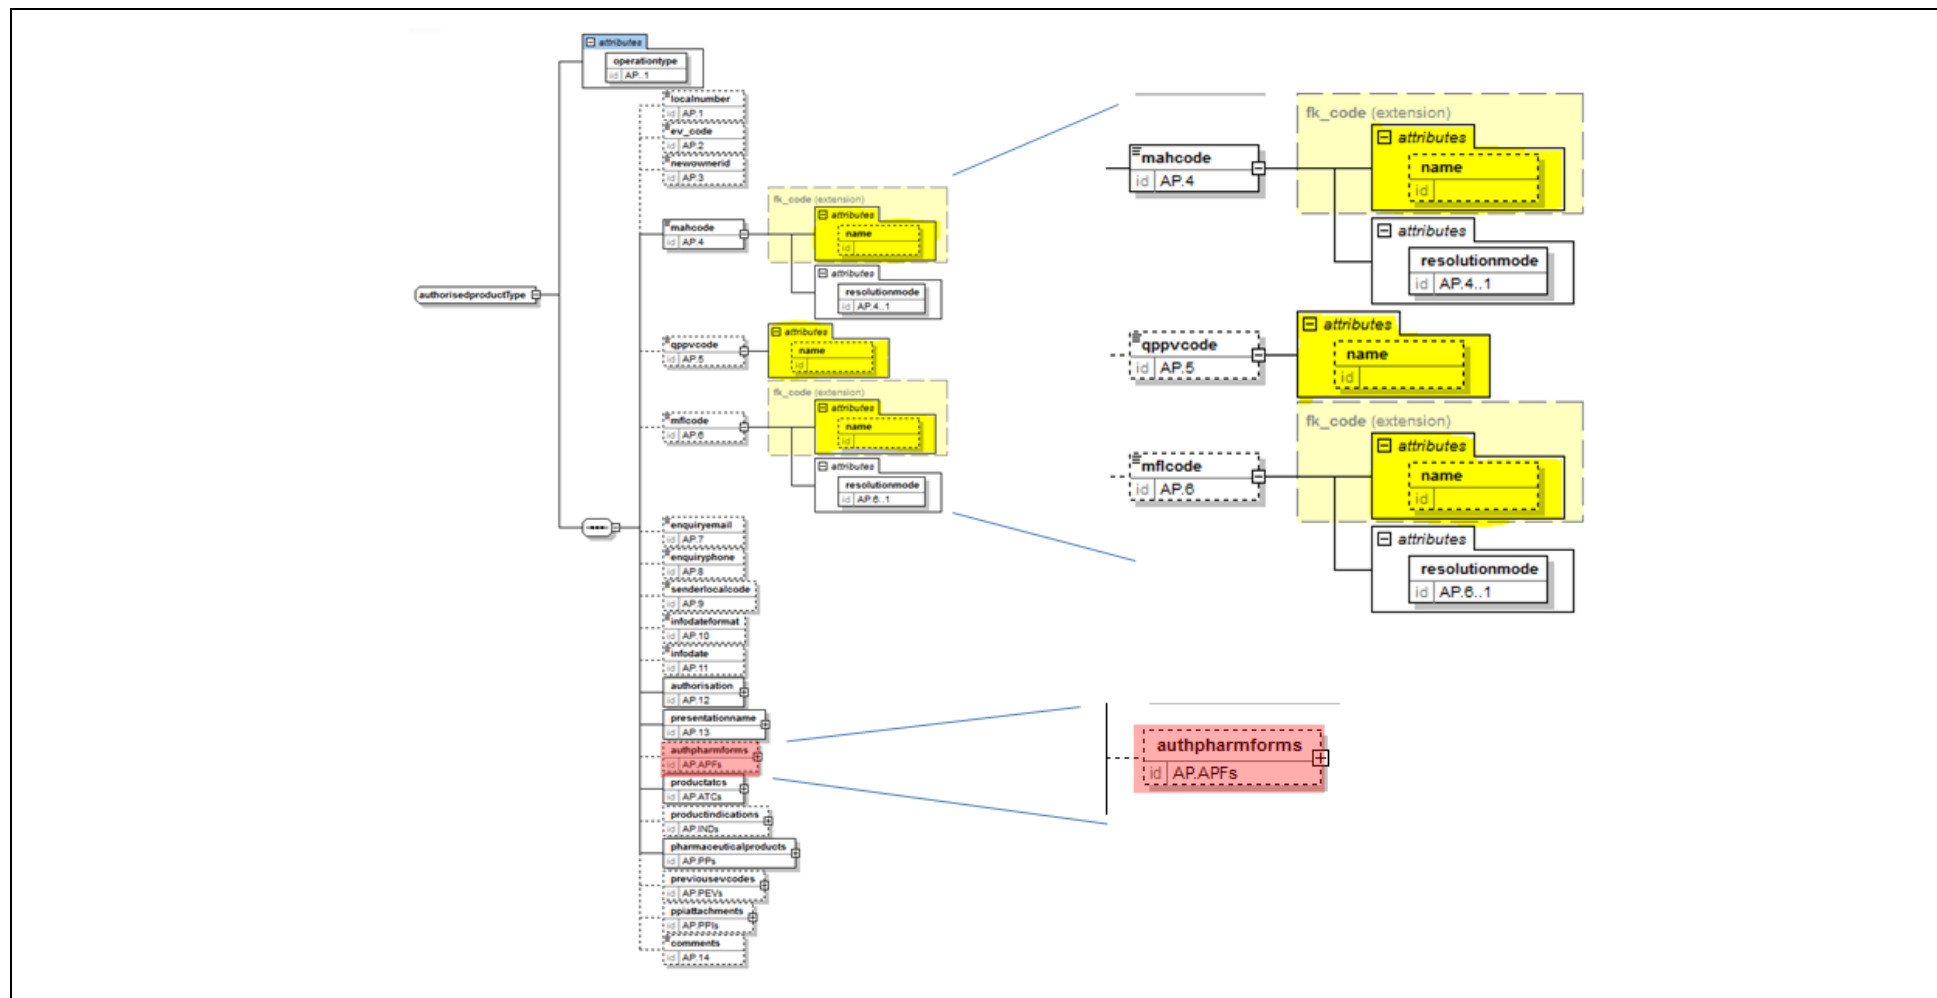 attributes
operationtype
id AP..1
localnumber
id AP.1
ev_code
id AP.2
newownerid
id AP.3
fk_code (extension)
attributes
name
id
mahcode
id AP.4
attributes
resolutionmode
id AP.4..1
authorisedproductType
attributes
name
id
qppvcode
id AP.5
fk_code (extension)
attributes
name
id
mflcode
id AP.6
attributes
resolutionmode
id AP.6..1
enquiryemail
id AP.7
enquiryphone
id AP.8
senderlocalcode
id AP.9
infodateformat
id AP.10
infodate
id AP.11
authorisation
id AP.12
presentationname
id AP.13
authpharmforms
id AP.APFs
productatcs
id AP.ATCs
productindications
id AP.INDs
pharmaceuticalproducts
id AP.PPs
previousevcodes
id AP.PEVs
ppiattachments
id AP.PPIs
comments
id AP.14
fk_code (extension)
attributes
name
id
mahcode
id AP.4
attributes
resolutionmode
id AP.4..1
attributes
name
id
qppvcode
id AP.5
fk_code (extension)
attributes
name
id
mflcode
id AP.6
attributes
resolutionmode
id AP.6..1
authpharmforms
id AP.APFs